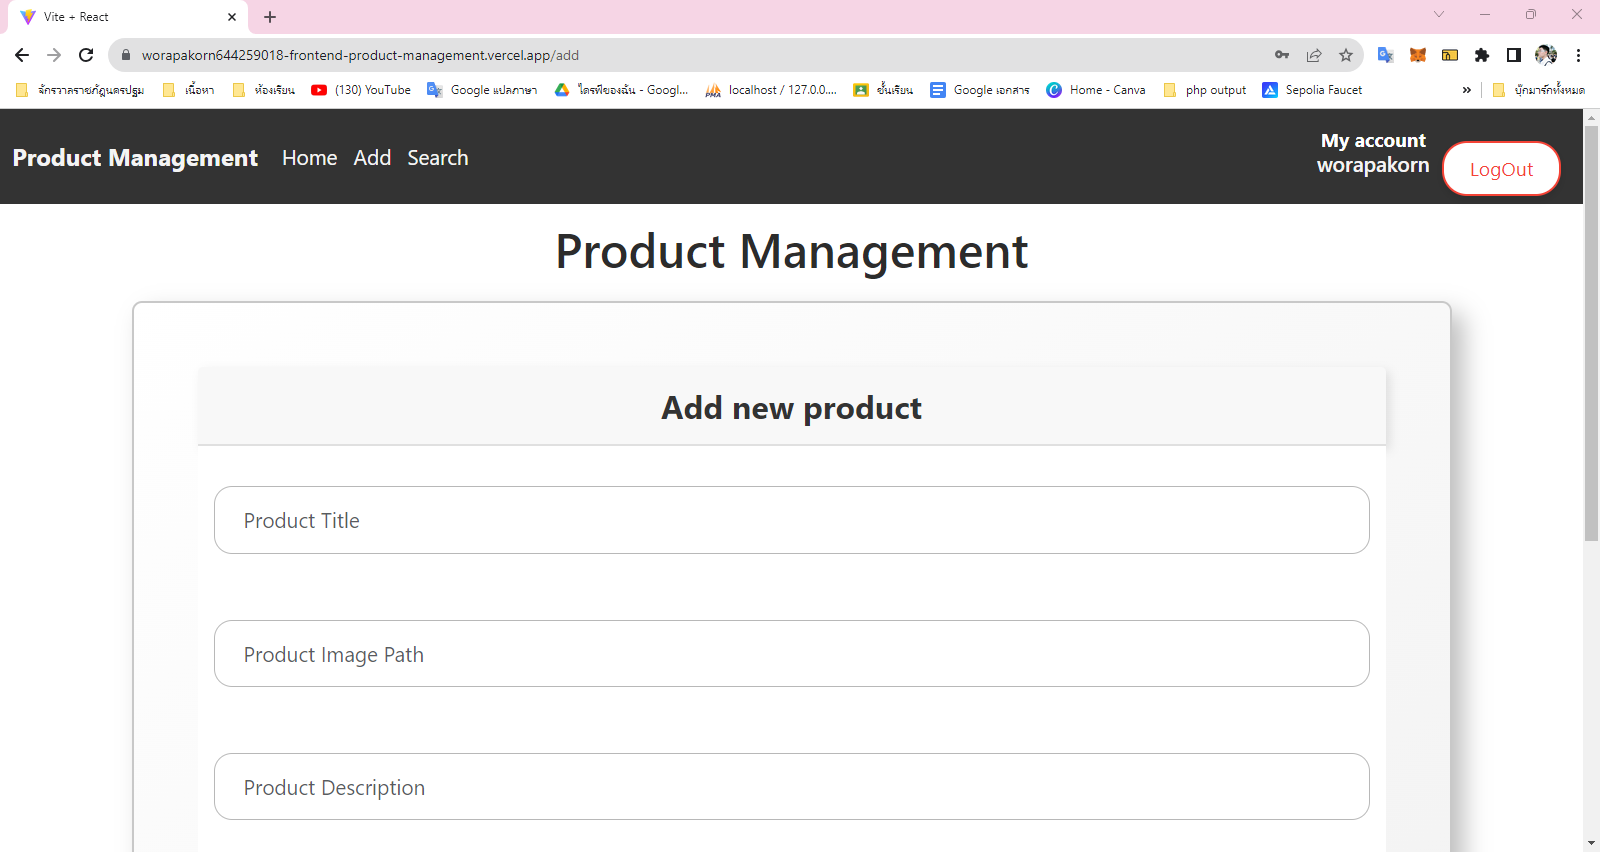 Vite + React
worapakorn644259018-frontend-product-management.vercel.app/add
จักรวาลราชภัฏนครปฐม
เนื้อหา
ห้องเรียน
(130) YouTube
Google แปลภาษา
ไดรฟ์ของฉัน - Googl...
localhost / 127.0.0....
ชั้นเรียน
Google เอกสาร
Home - Canva
php output
Sepolia Faucet
»
บุ๊กมาร์กทั้งหมด
Product Management
Home
Add
Search
My account
worapakorn
LogOut
Product Management
Add new product
Product Title
Product Image Path
Product Description